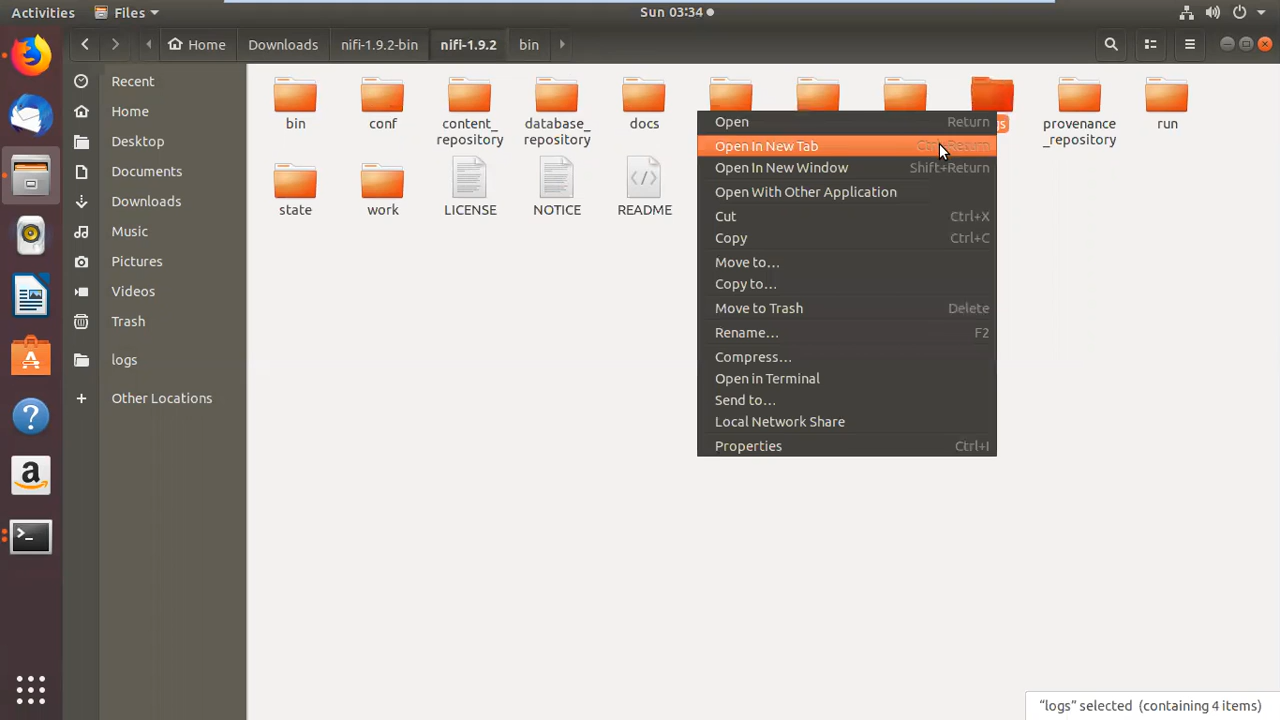 Activities Files Sun 03:34
Home Downloads nifi-1.9.2-bin nifi-1.9.2 bin
Recent
Home
Desktop
Documents
Downloads
Music
Pictures
Videos
Trash
logs
Other Locations
bin conf content_ database_ docs provenance run
repository repository _repository
state work LICENSE NOTICE README
Open Return
Open In New Tab Ctrl+Return
Open In New Window Shift+Return
Open With Other Application
Cut Ctrl+X
Copy Ctrl+C
Move to…
Copy to…
Move to Trash Delete
Rename… F2
Compress…
Open in Terminal
Send to…
Local Network Share
Properties Ctrl+I
“logs” selected (containing 4 items)